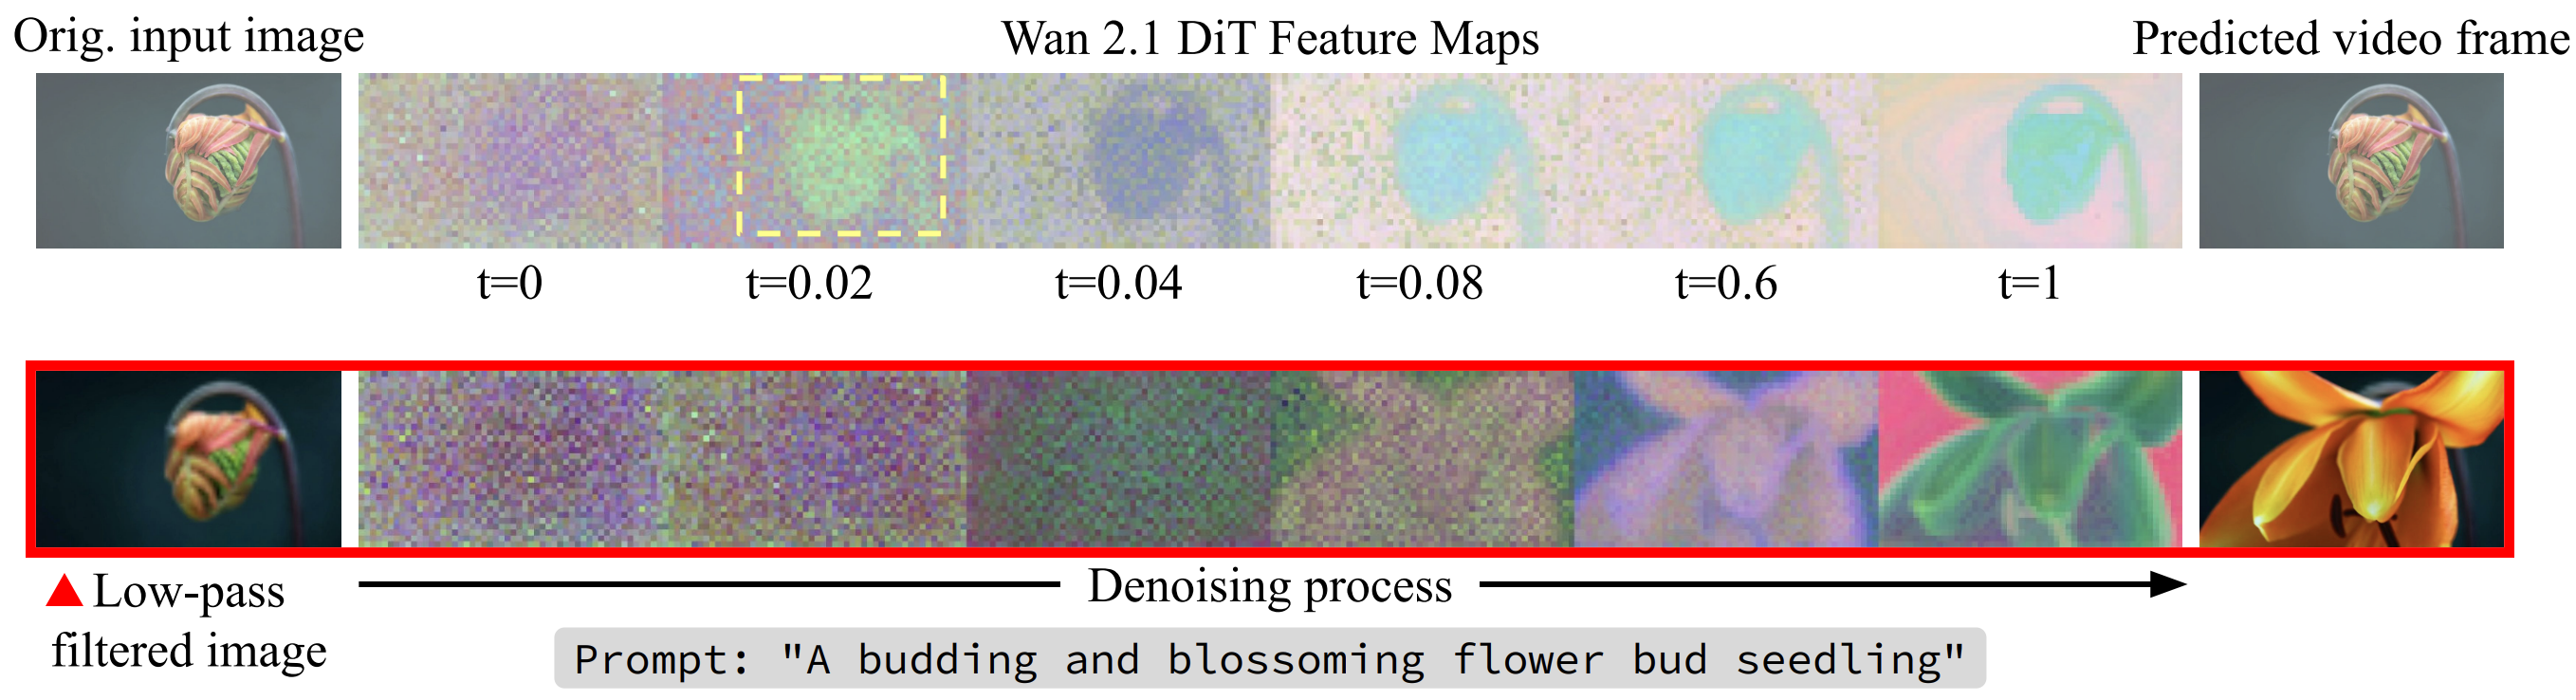 Orig. input image
Wan 2.1 DiT Feature Maps
Predicted video frame
t=0
t=0.02
t=0.04
t=0.08
t=0.6
t=1
▲ Low-pass
filtered image
Denoising process
Prompt: "A budding and blossoming flower bud seedling"